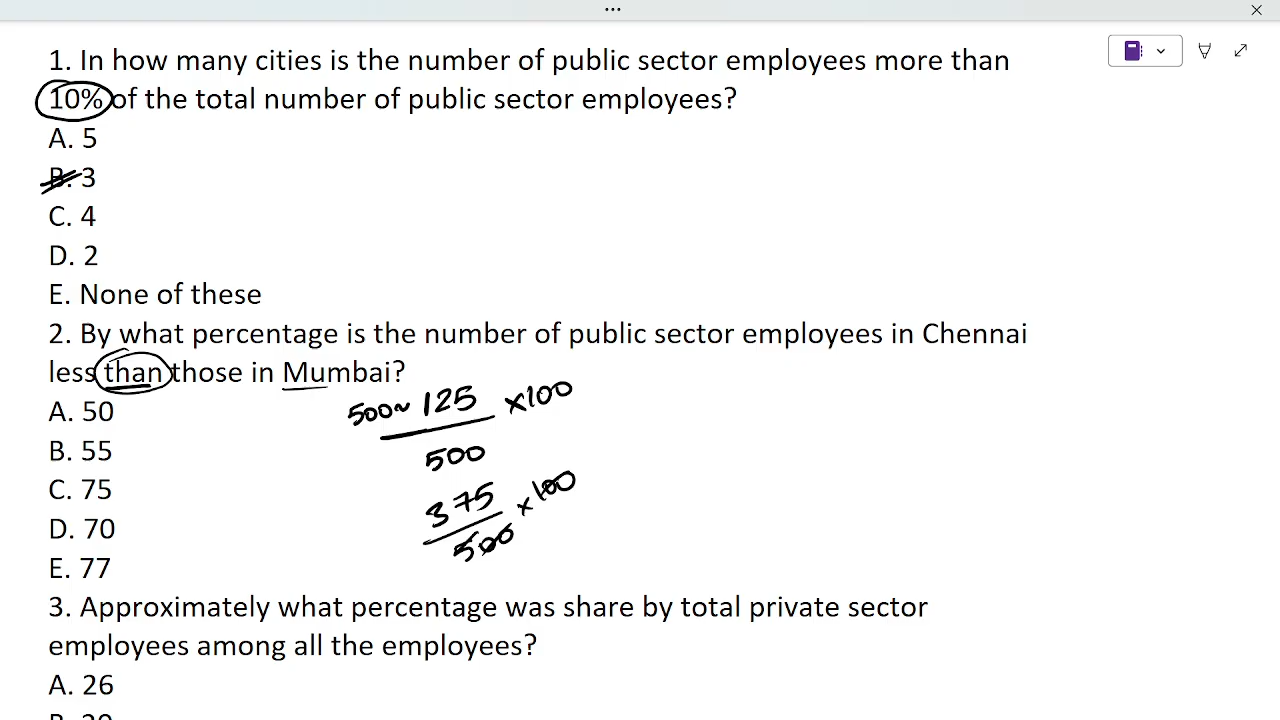 1. In how many cities is the number of public sector employees more than
10% of the total number of public sector employees?
A. 5
B. 3
C. 4
D. 2
E. None of these
2. By what percentage is the number of public sector employees in Chennai
less than those in Mumbai?
A. 50
B. 55
C. 75
D. 70
E. 77
500~125 ×100
500
375 ×100
500
3. Approximately what percentage was share by total private sector
employees among all the employees?
A. 26